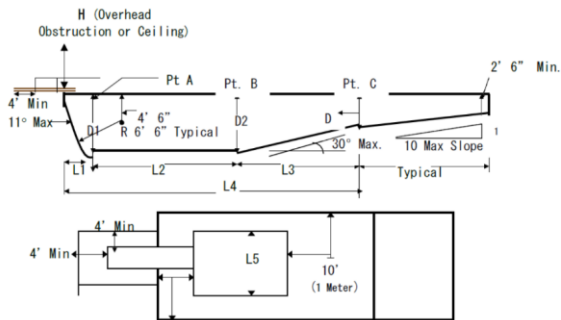 H (Overhead
Obstruction or Ceiling)
Pt A
Pt. B
Pt. C
2' 6" Min.
4' Min
11° Max
D1
4' 6"
R 6' 6" Typical
D2
D
30° Max.
10 Max Slope
1
L1
L2
L3
Typical
L4
4' Min
4' Min
L5
10'
(1 Meter)